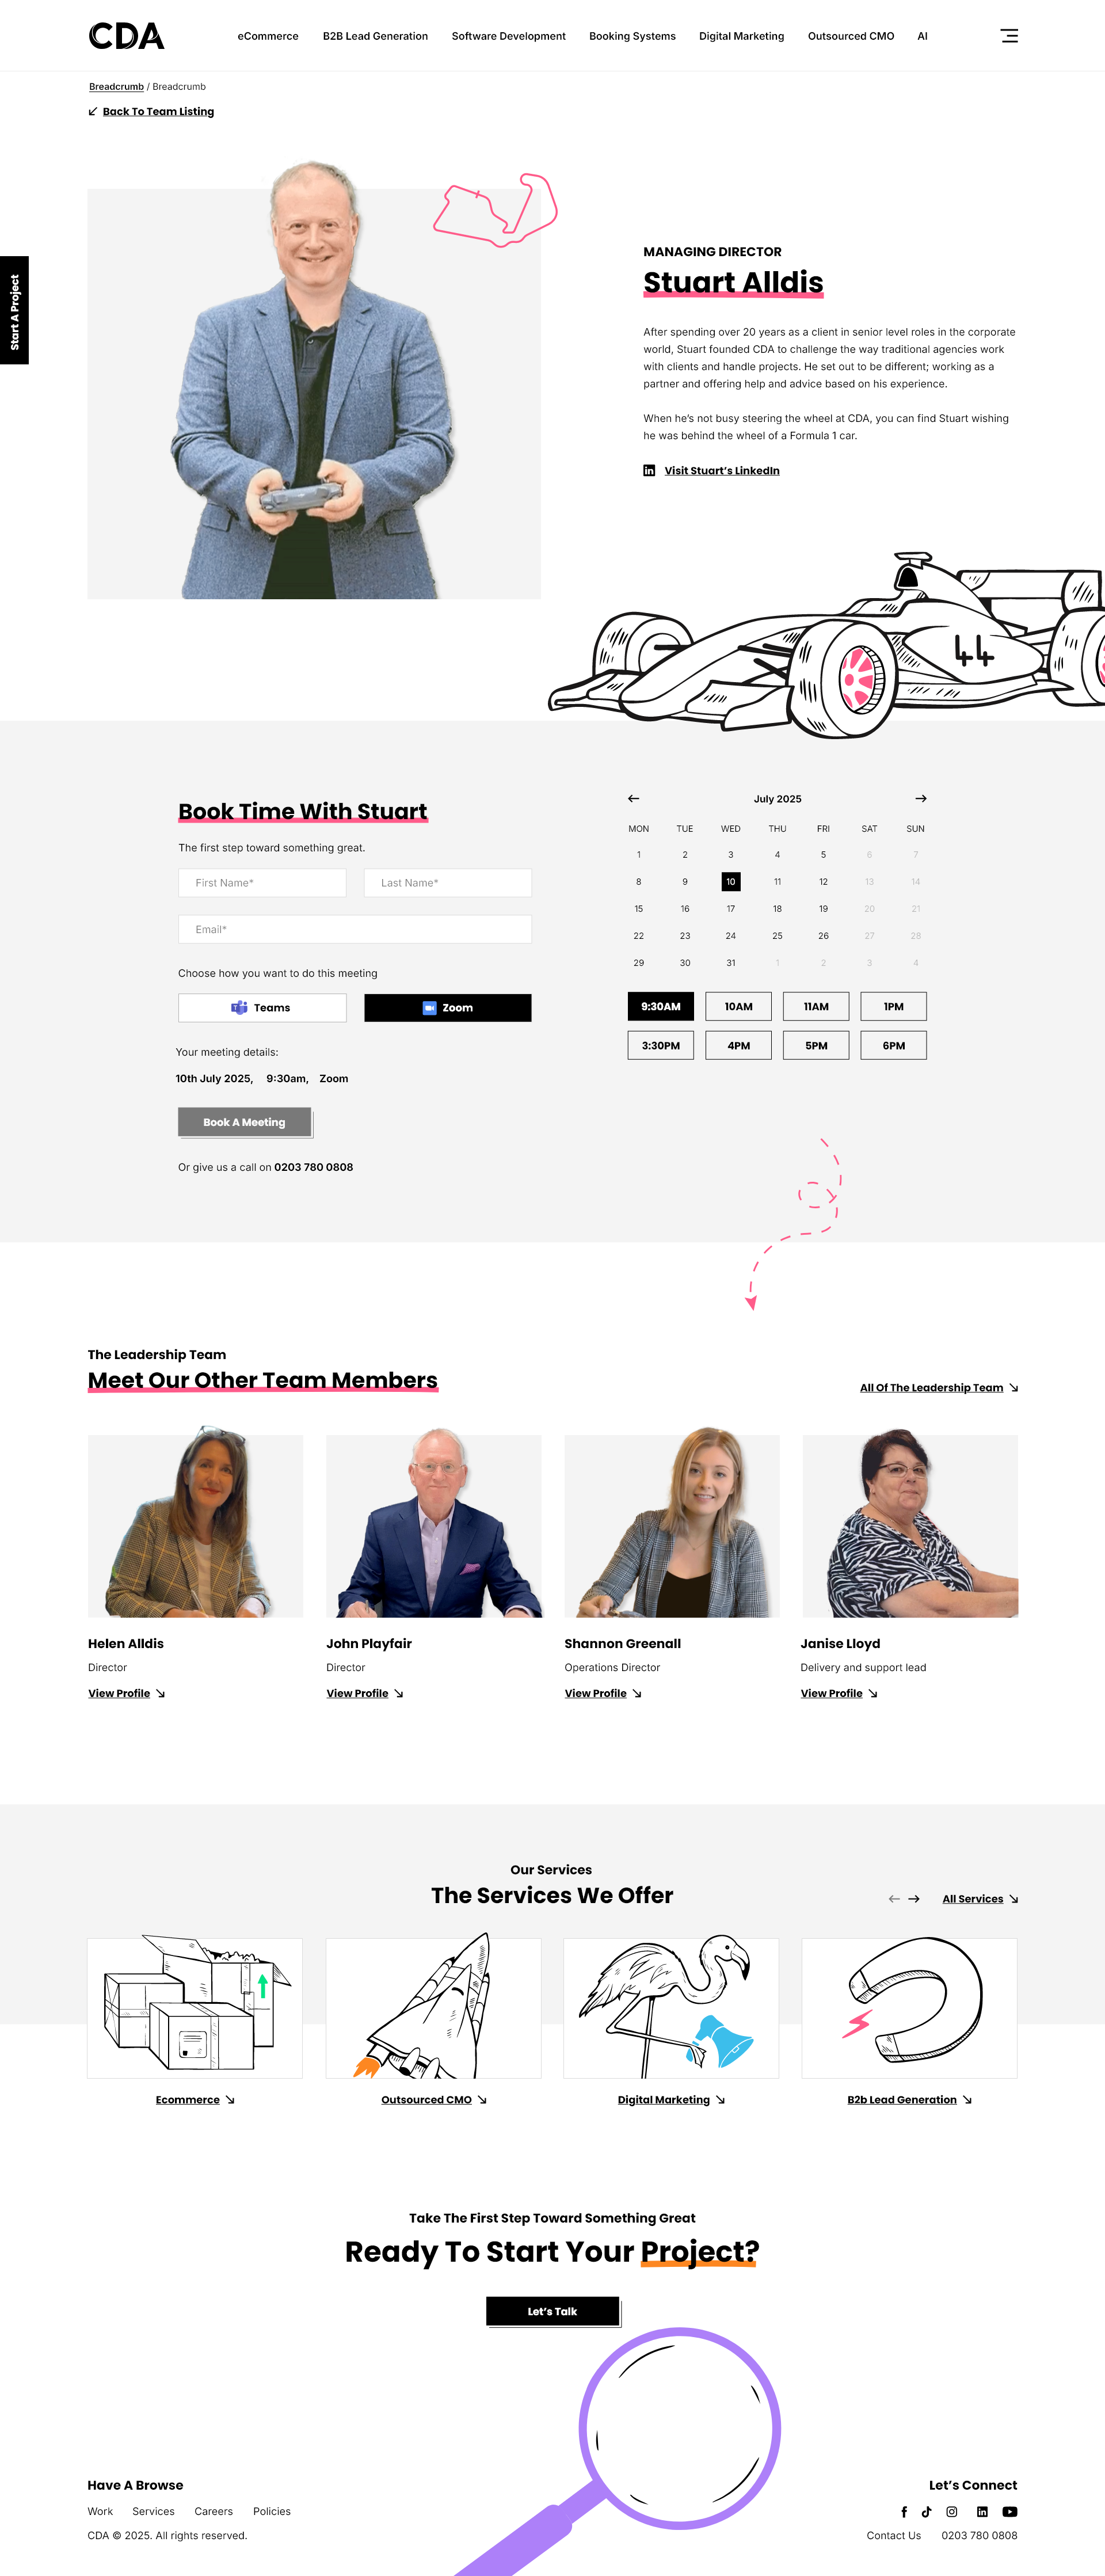 CDA
eCommerce
B2B Lead Generation
Software Development
Booking Systems
Digital Marketing
Outsourced CMO
AI
Breadcrumb / Breadcrumb
Back To Team Listing
Start A Project
MANAGING DIRECTOR
Stuart Alldis
After spending over 20 years as a client in senior level roles in the corporate
world, Stuart founded CDA to challenge the way traditional agencies work
with clients and handle projects. He set out to be different; working as a
partner and offering help and advice based on his experience.
When he's not busy steering the wheel at CDA, you can find Stuart wishing
he was behind the wheel of a Formula 1 car.
Visit Stuart's LinkedIn
44
Book Time With Stuart
The first step toward something great.
First Name*
Last Name*
Email*
Choose how you want to do this meeting
Teams
Zoom
Your meeting details:
10th July 2025, 9:30am, Zoom
Book A Meeting
Or give us a call on 0203 780 0808
July 2025
MON TUE WED THU FRI SAT SUN
1 2 3 4 5 6 7
8 9 10 11 12 13 14
15 16 17 18 19 20 21
22 23 24 25 26 27 28
29 30 31 1 2 3 4
9:30AM 10AM 11AM 1PM
3:30PM 4PM 5PM 6PM
The Leadership Team
Meet Our Other Team Members
All Of The Leadership Team
Helen Alldis
Director
View Profile
John Playfair
Director
View Profile
Shannon Greenall
Operations Director
View Profile
Janise Lloyd
Delivery and support lead
View Profile
Our Services
The Services We Offer
All Services
Ecommerce
Outsourced CMO
Digital Marketing
B2b Lead Generation
Take The First Step Toward Something Great
Ready To Start Your Project?
Let's Talk
Have A Browse
Work Services Careers Policies
CDA © 2025. All rights reserved.
Let's Connect
Contact Us 0203 780 0808